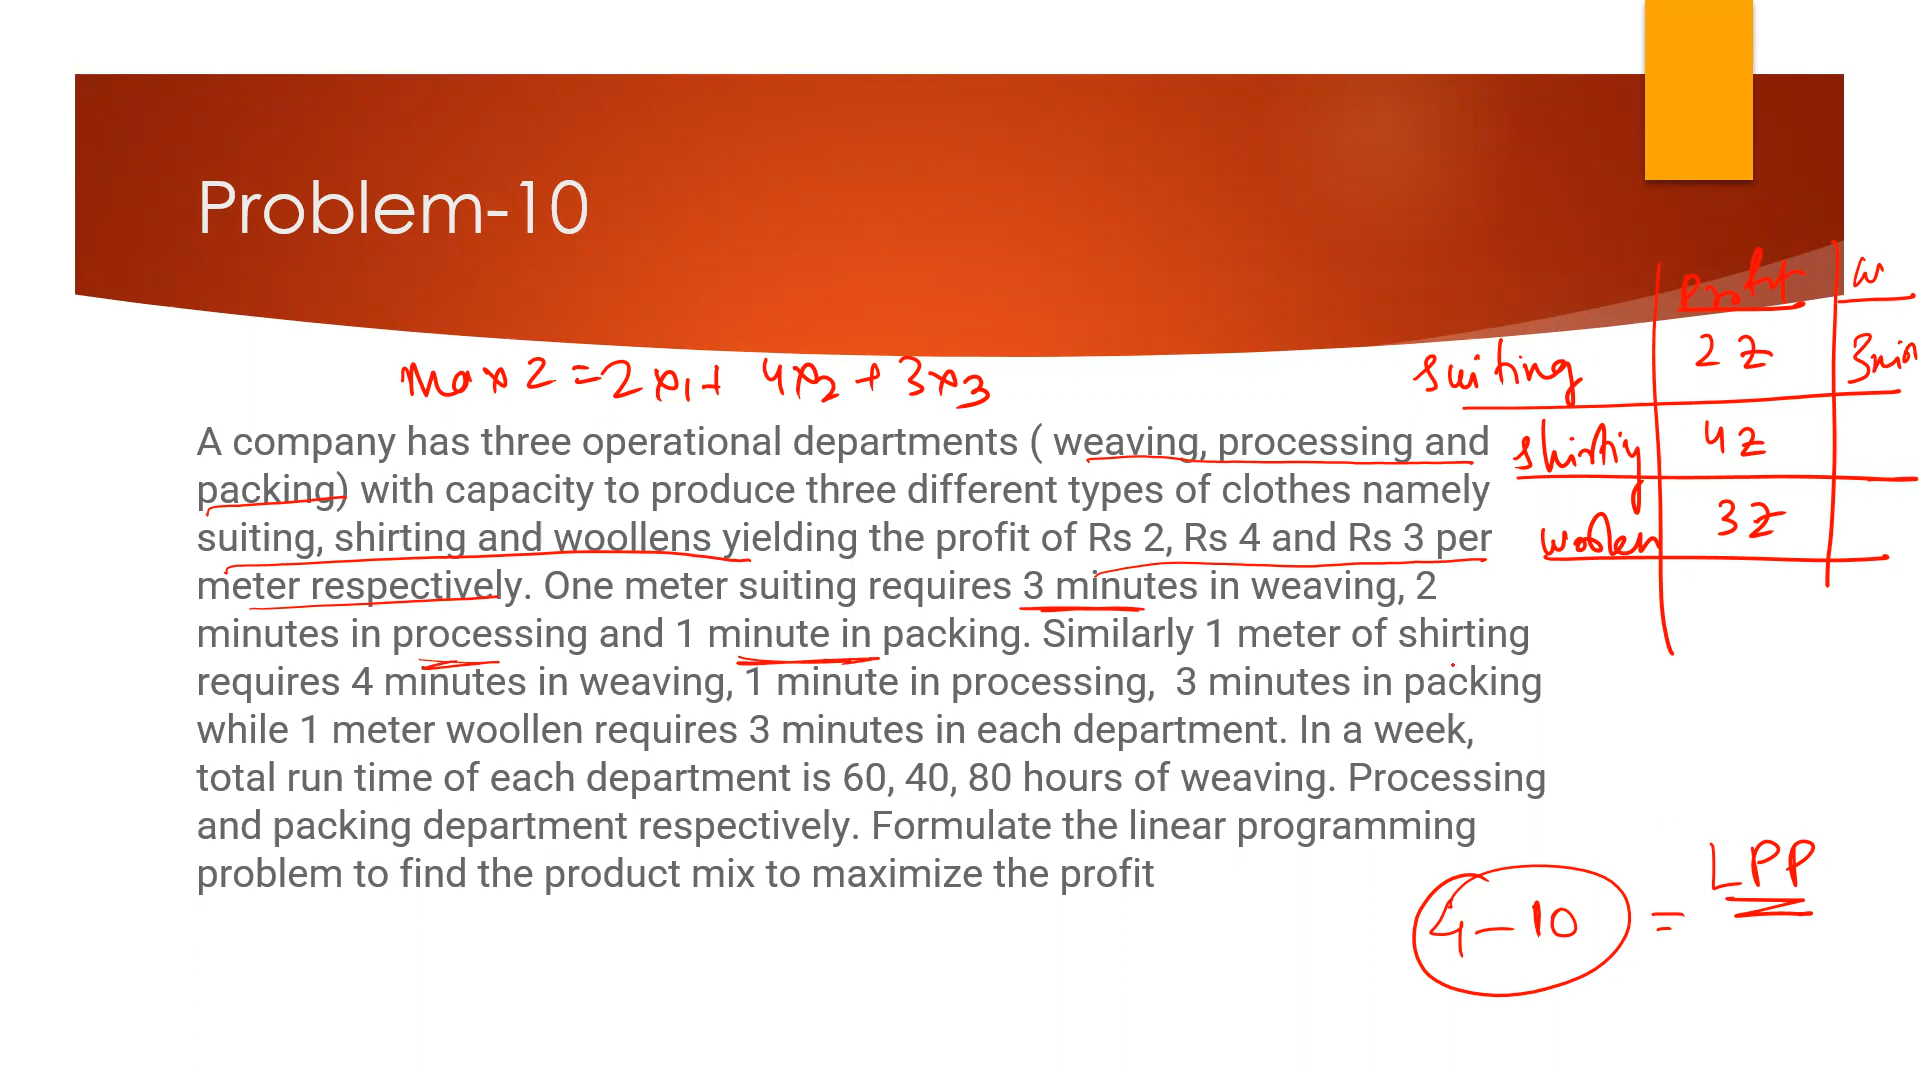 Problem-10
Profit
w
suiting 2 z 3 min
max z = 2x1 + 4x2 + 3x3
A company has three operational departments ( weaving, processing and
shirting 4 z
packing) with capacity to produce three different types of clothes namely
suiting, shirting and woollens yielding the profit of Rs 2, Rs 4 and Rs 3 per
woolen 3 z
meter respectively. One meter suiting requires 3 minutes in weaving, 2
minutes in processing and 1 minute in packing. Similarly 1 meter of shirting
requires 4 minutes in weaving, 1 minute in processing,  3 minutes in packing
while 1 meter woollen requires 3 minutes in each department. In a week,
total run time of each department is 60, 40, 80 hours of weaving. Processing
and packing department respectively. Formulate the linear programming
problem to find the product mix to maximize the profit
4-10 = LPP